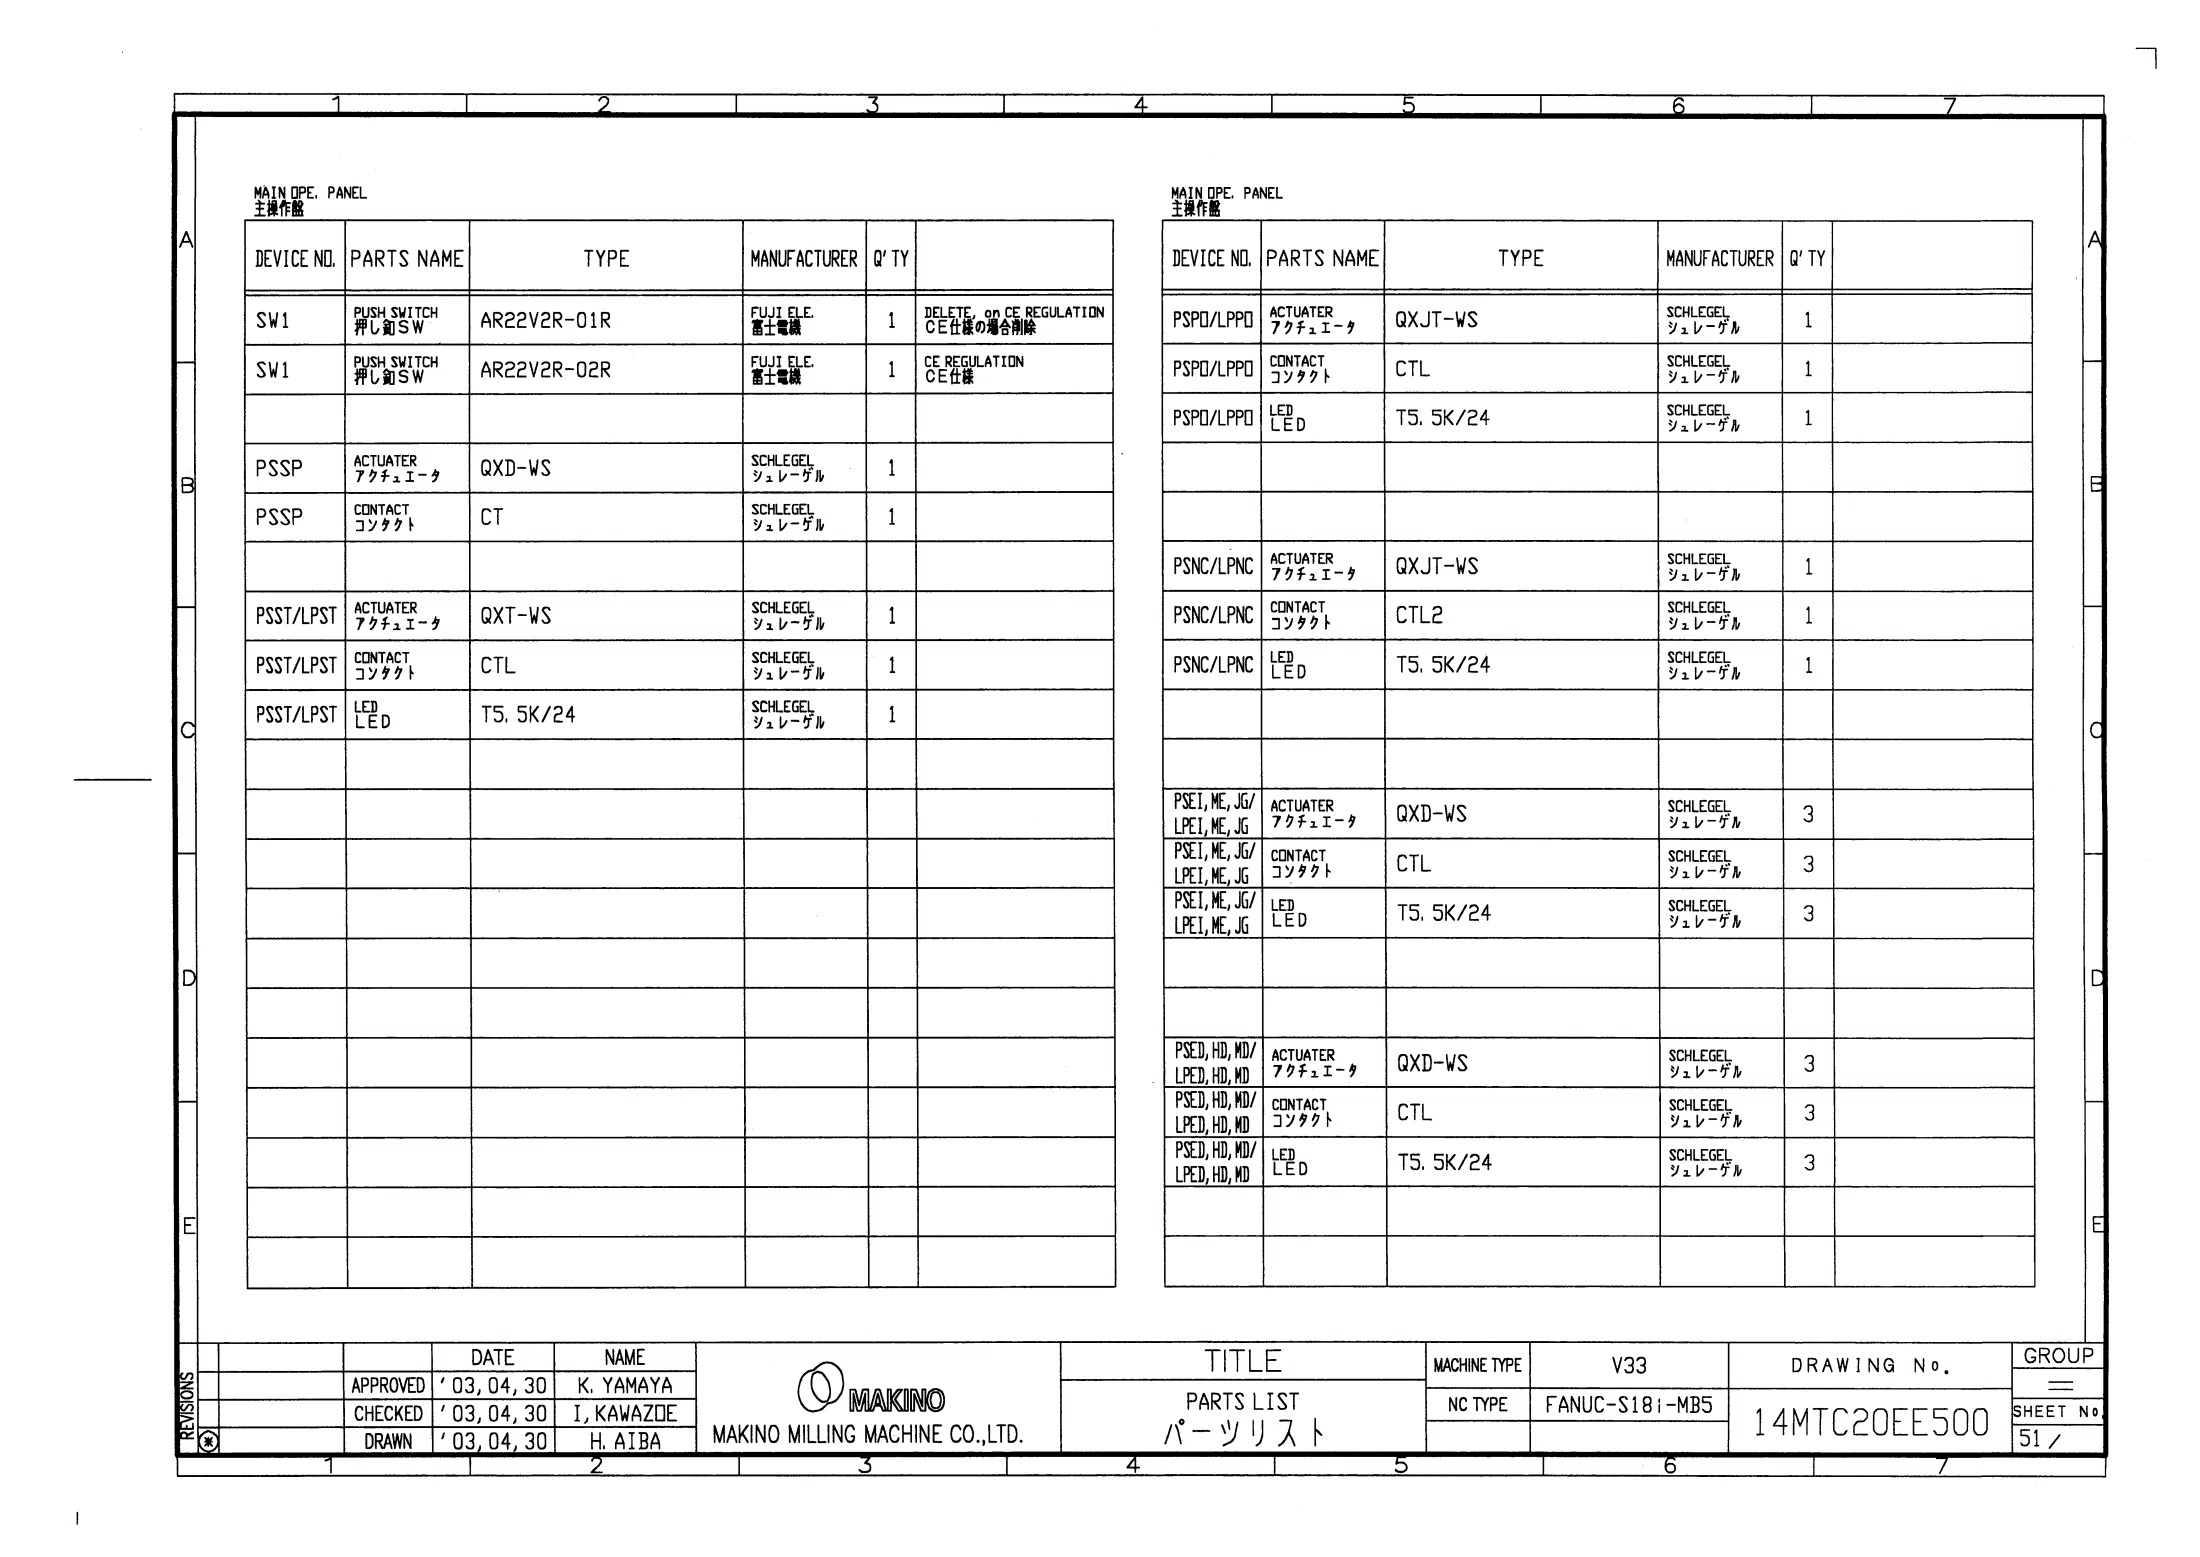 1 2 3 4 5 6 7
MAIN OPE. PANEL
主操作盤
DEVICE NO. PARTS NAME TYPE MANUFACTURER Q'TY
SW1 PUSH SWITCH AR22V2R-01R FUJI ELE. 1 DELETE, on CE REGULATION
押し釦SW 富士電機 CE仕様の場合削除
SW1 PUSH SWITCH AR22V2R-02R FUJI ELE. 1 CE REGULATION
押し釦SW 富士電機 CE仕様
PSSP ACTUATER QXD-WS SCHLEGEL 1
アクチュエータ シュレーゲル
PSSP CONTACT CT SCHLEGEL 1
コンタクト シュレーゲル
PSST/LPST ACTUATER QXT-WS SCHLEGEL 1
アクチュエータ シュレーゲル
PSST/LPST CONTACT CTL SCHLEGEL 1
コンタクト シュレーゲル
PSST/LPST LED T5.5K/24 SCHLEGEL 1
LED シュレーゲル
MAIN OPE. PANEL
主操作盤
DEVICE NO. PARTS NAME TYPE MANUFACTURER Q'TY
PSPO/LPPO ACTUATER QXJT-WS SCHLEGEL 1
アクチュエータ シュレーゲル
PSPO/LPPO CONTACT CTL SCHLEGEL 1
コンタクト シュレーゲル
PSPO/LPPO LED T5.5K/24 SCHLEGEL 1
LED シュレーゲル
PSNC/LPNC ACTUATER QXJT-WS SCHLEGEL 1
アクチュエータ シュレーゲル
PSNC/LPNC CONTACT CTL2 SCHLEGEL 1
コンタクト シュレーゲル
PSNC/LPNC LED T5.5K/24 SCHLEGEL 1
LED シュレーゲル
PSEI,ME,JG/ ACTUATER QXD-WS SCHLEGEL 3
LPEI,ME,JG アクチュエータ シュレーゲル
PSEI,ME,JG/ CONTACT CTL SCHLEGEL 3
LPEI,ME,JG コンタクト シュレーゲル
PSEI,ME,JG/ LED T5.5K/24 SCHLEGEL 3
LPEI,ME,JG LED シュレーゲル
PSED,HD,MD/ ACTUATER QXD-WS SCHLEGEL 3
LPED,HD,MD アクチュエータ シュレーゲル
PSED,HD,MD/ CONTACT CTL SCHLEGEL 3
LPED,HD,MD コンタクト シュレーゲル
PSED,HD,MD/ LED T5.5K/24 SCHLEGEL 3
LPED,HD,MD LED シュレーゲル
A A
B B
C C
D D
E E
REVISIONS
DATE NAME
APPROVED '03,04,30 K. YAMAYA
CHECKED '03,04,30 I,KAWAZOE
DRAWN '03,04,30 H. AIBA
MAKINO
MAKINO MILLING MACHINE CO.,LTD.
TITLE
PARTS LIST
パーツリスト
MACHINE TYPE V33
NC TYPE FANUC-S18i-MB5
DRAWING No.
14MTC20EE500
GROUP
=
SHEET No.
51 /
1 2 3 4 5 6 7